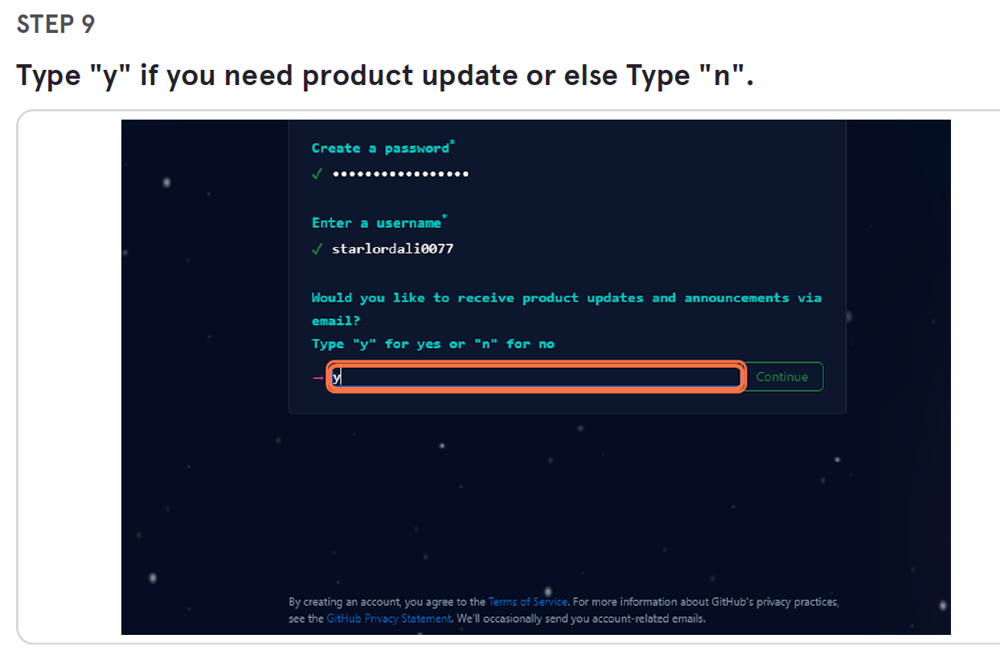 STEP 9
Type "y" if you need product update or else Type "n".
Create a password*
✓ •••••••••••••••••
Enter a username*
✓ starlordali0077
Would you like to receive product updates and announcements via
email?
Type "y" for yes or "n" for no
→ y Continue
By creating an account, you agree to the Terms of Service. For more information about GitHub's privacy practices,
see the GitHub Privacy Statement. We'll occasionally send you account-related emails.